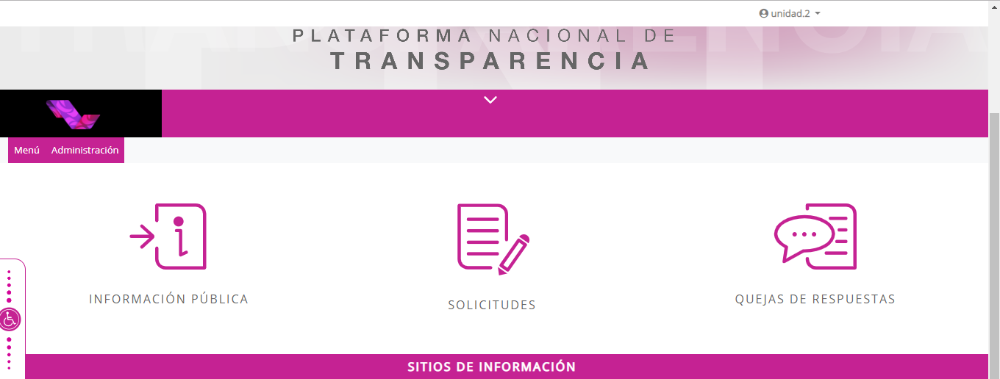 unidad.2
PLATAFORMA NACIONAL DE
TRANSPARENCIA
Menú Administración
INFORMACIÓN PÚBLICA
SOLICITUDES
QUEJAS DE RESPUESTAS
SITIOS DE INFORMACIÓN